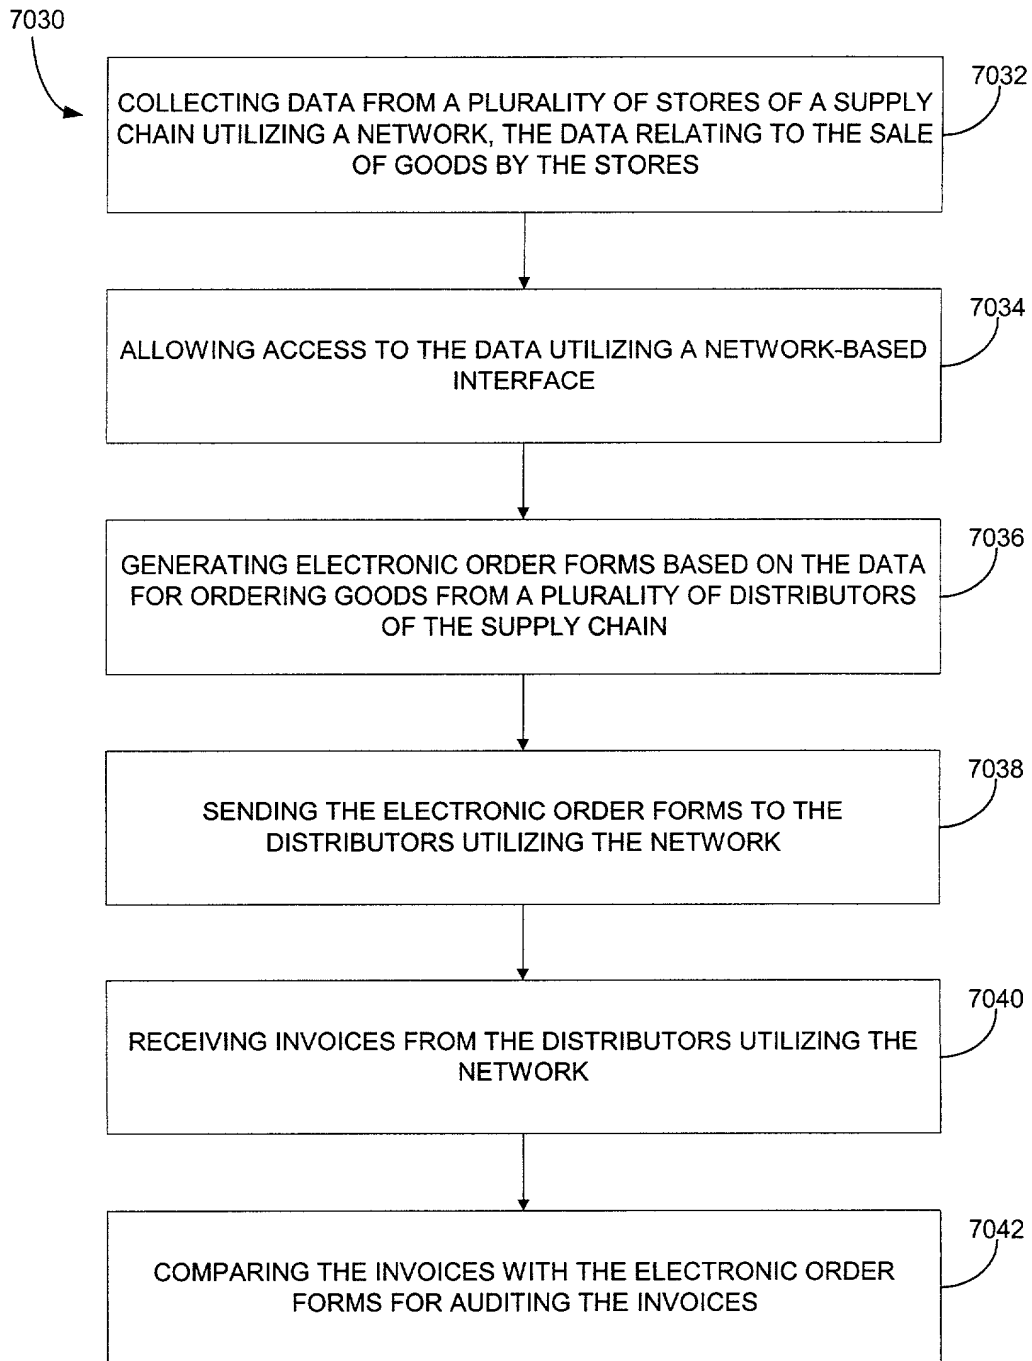 7030
7032
COLLECTING DATA FROM A PLURALITY OF STORES OF A SUPPLY
CHAIN UTILIZING A NETWORK, THE DATA RELATING TO THE SALE
OF GOODS BY THE STORES
7034
ALLOWING ACCESS TO THE DATA UTILIZING A NETWORK-BASED
INTERFACE
7036
GENERATING ELECTRONIC ORDER FORMS BASED ON THE DATA
FOR ORDERING GOODS FROM A PLURALITY OF DISTRIBUTORS
OF THE SUPPLY CHAIN
7038
SENDING THE ELECTRONIC ORDER FORMS TO THE
DISTRIBUTORS UTILIZING THE NETWORK
7040
RECEIVING INVOICES FROM THE DISTRIBUTORS UTILIZING THE
NETWORK
7042
COMPARING THE INVOICES WITH THE ELECTRONIC ORDER
FORMS FOR AUDITING THE INVOICES